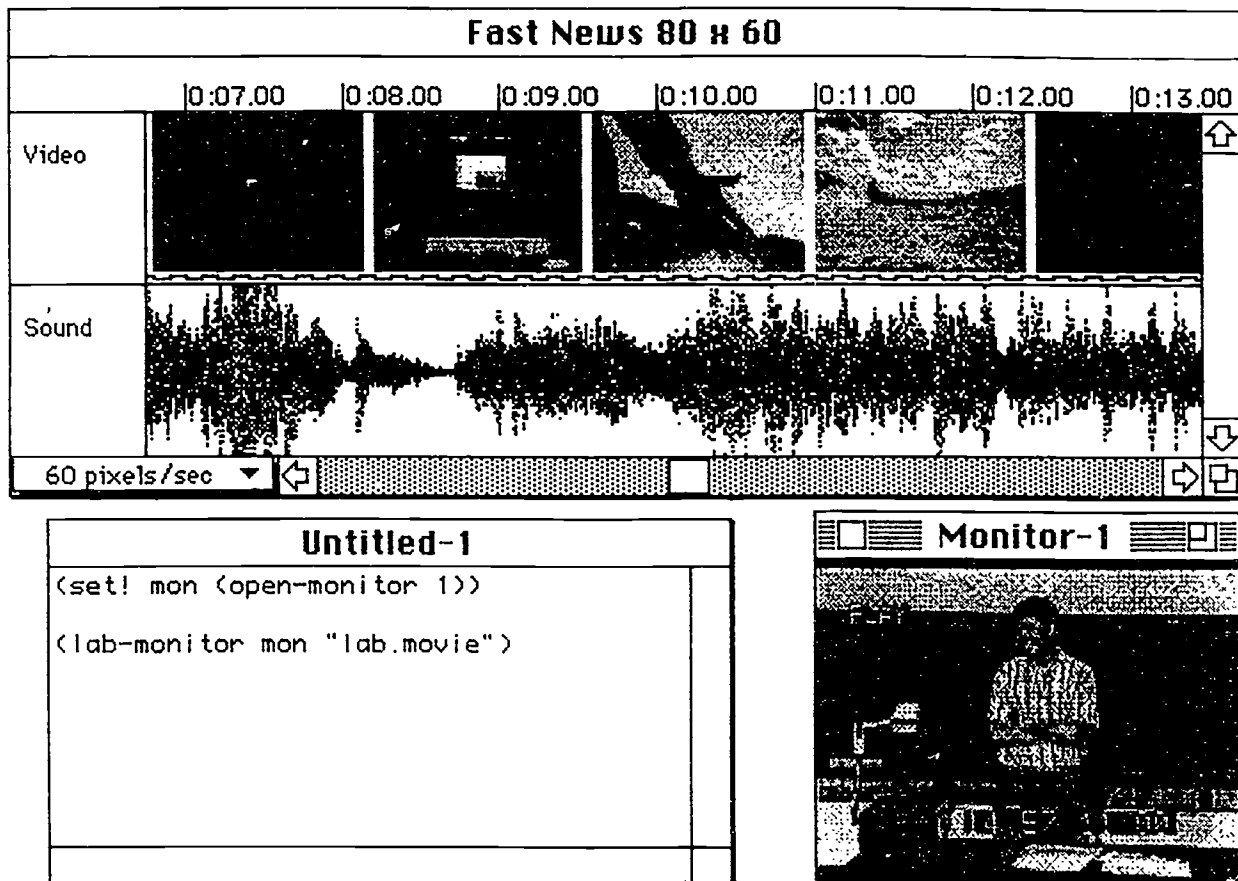 Fast News 80 x 60
0:07.00 0:08.00 0:09.00 0:10.00 0:11.00 0:12.00 0:13.00
Video
Sound
60 pixels/sec
Untitled-1
(set! mon (open-monitor 1))
(lab-monitor mon "lab.movie")
Monitor-1
PLAY